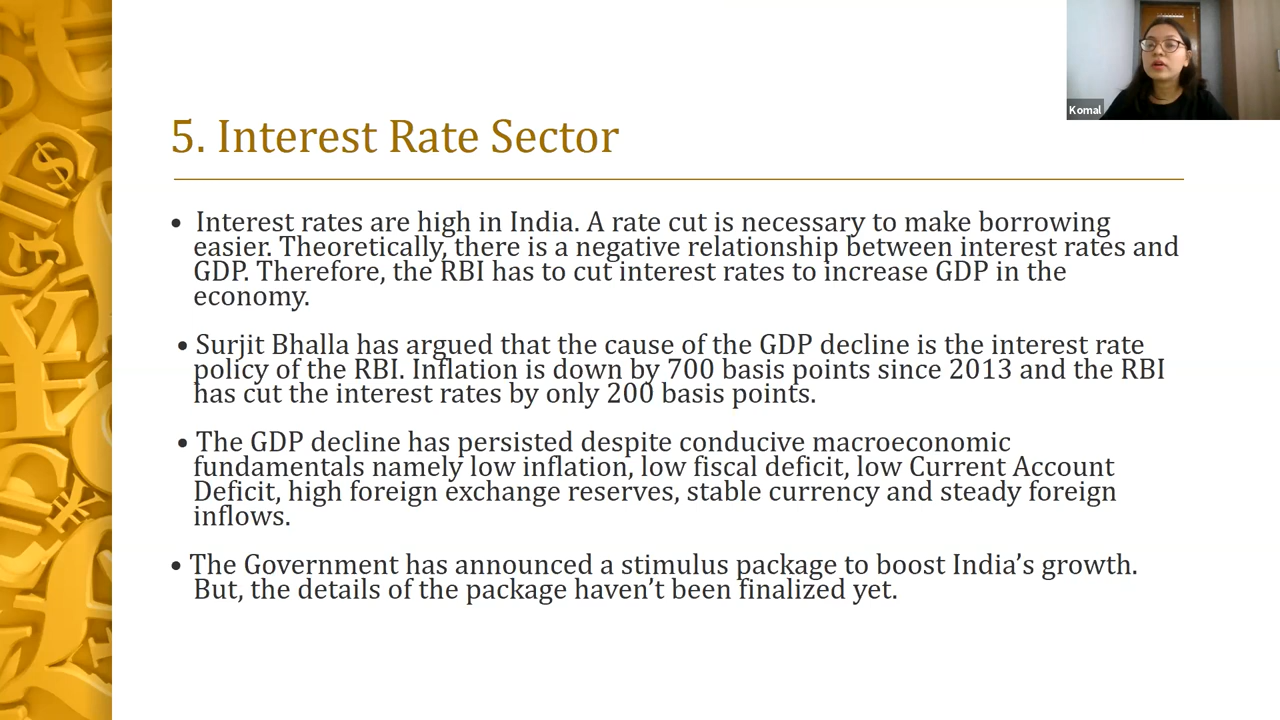 Komal
5. Interest Rate Sector
• Interest rates are high in India. A rate cut is necessary to make borrowing
easier. Theoretically, there is a negative relationship between interest rates and
GDP. Therefore, the RBI has to cut interest rates to increase GDP in the
economy.
• Surjit Bhalla has argued that the cause of the GDP decline is the interest rate
policy of the RBI. Inflation is down by 700 basis points since 2013 and the RBI
has cut the interest rates by only 200 basis points.
• The GDP decline has persisted despite conducive macroeconomic
fundamentals namely low inflation, low fiscal deficit, low Current Account
Deficit, high foreign exchange reserves, stable currency and steady foreign
inflows.
• The Government has announced a stimulus package to boost India’s growth.
But, the details of the package haven’t been finalized yet.